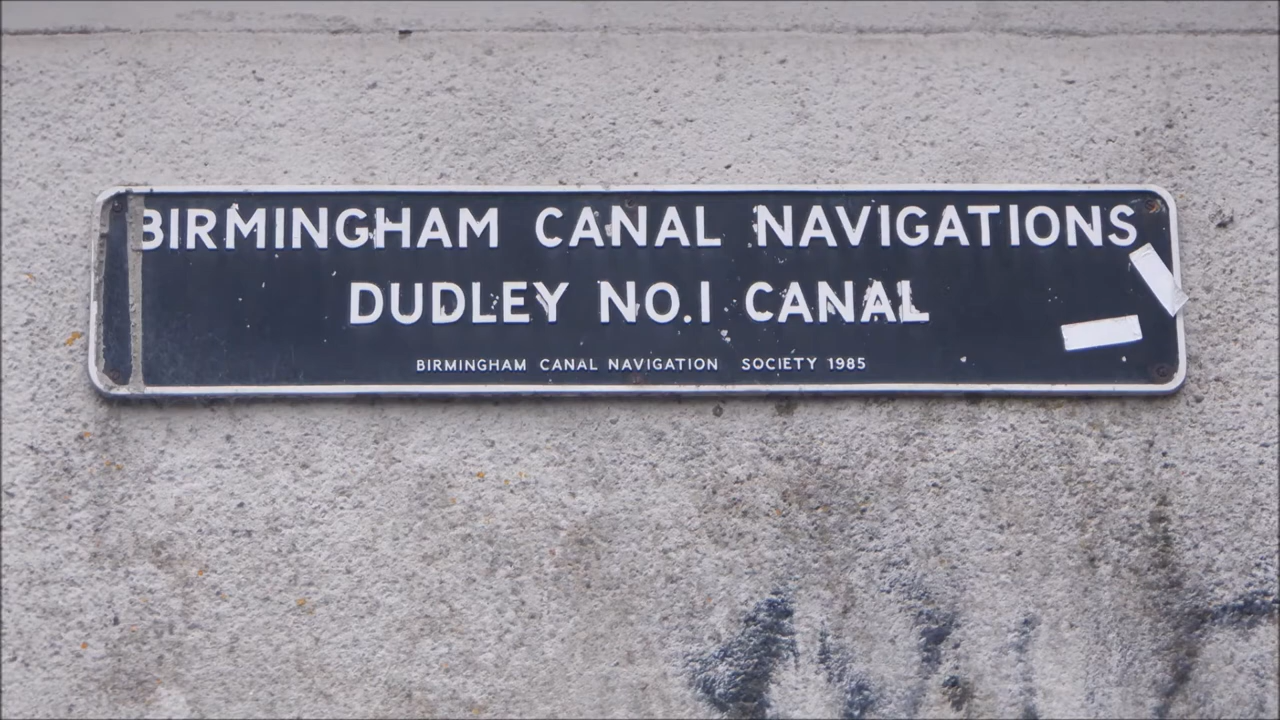 BIRMINGHAM CANAL NAVIGATIONS
DUDLEY NO.1 CANAL
BIRMINGHAM CANAL NAVIGATION SOCIETY 1985